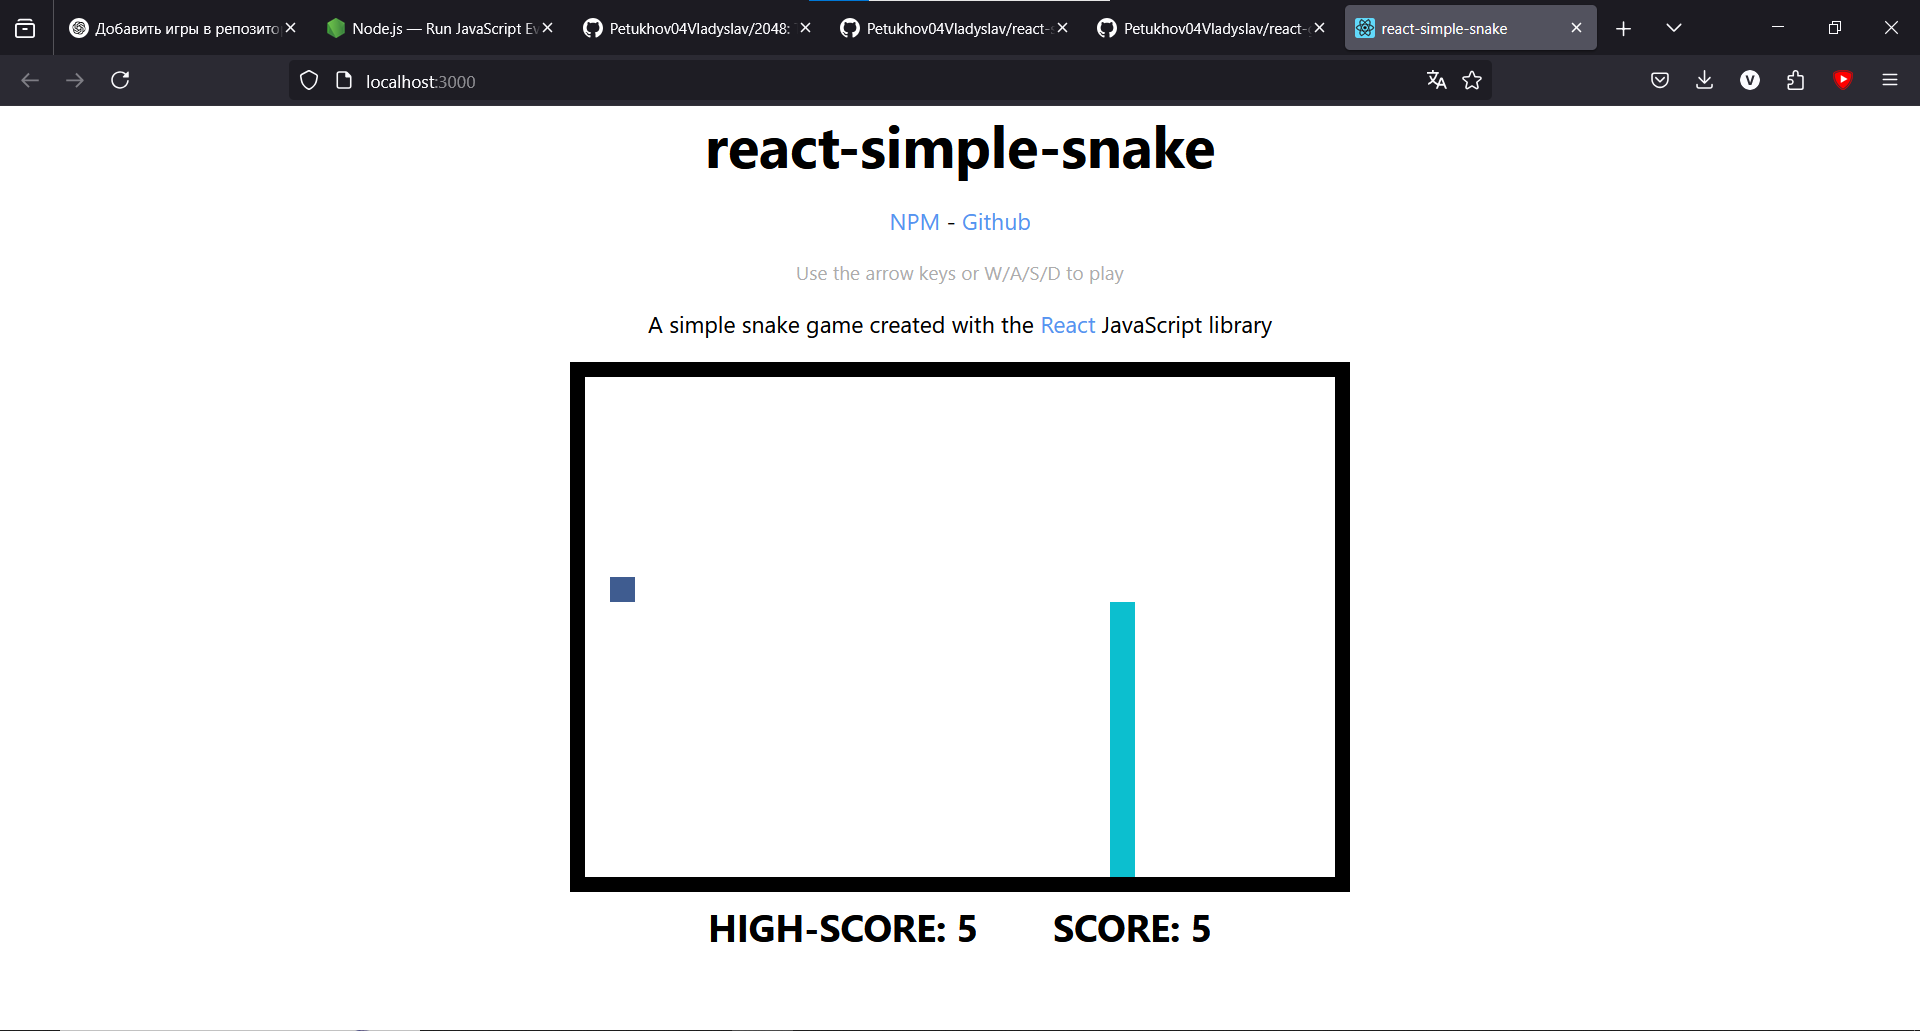 Добавить игры в репозито
Node.js — Run JavaScript Ev
Petukhov04Vladyslav/2048:
Petukhov04Vladyslav/react-s
Petukhov04Vladyslav/react-
react-simple-snake
localhost:3000
V
react-simple-snake
NPM - Github
Use the arrow keys or W/A/S/D to play
A simple snake game created with the React JavaScript library
HIGH-SCORE: 5 SCORE: 5